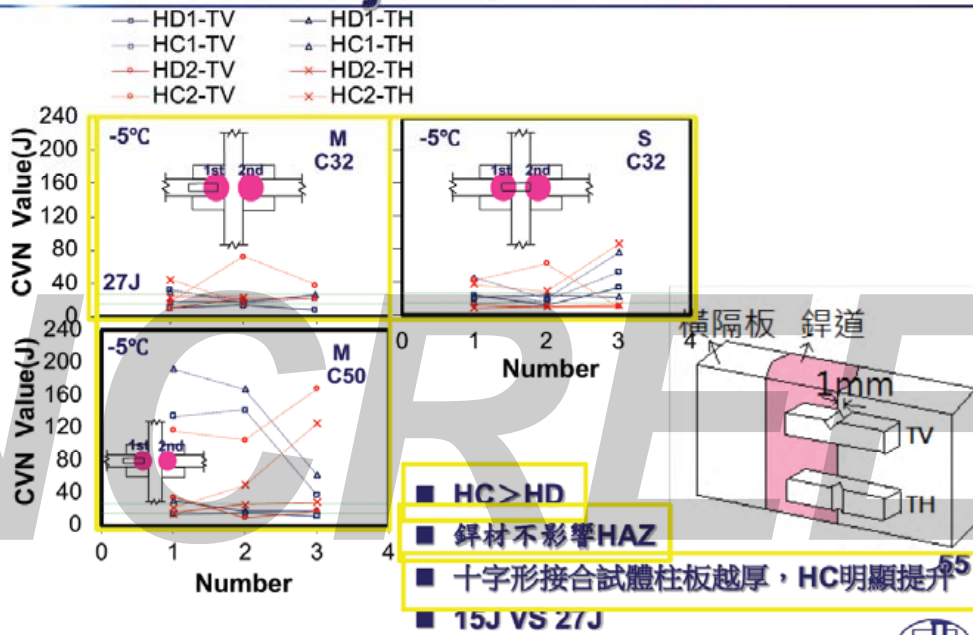 HD1-TV HD1-TH
HC1-TV HC1-TH
HD2-TV HD2-TH
HC2-TV HC2-TH
CVN Value(J)
240
200
160
120
80
40
0
-5℃ M
C32
1st 2nd
27J
-5℃ S
C32
1st 2nd
0 4
Number
CVN Value(J)
240
200
160
120
80
40
0
-5℃ M
C50
1st 2nd
0 1 2 3 4
Number
橫隔板 銲道
1mm
TV
TH
NCREE
■ HC＞HD
■ 銲材不影響HAZ
■ 十字形接合試體柱板越厚，HC明顯提升
■ 15J VS 27J
55